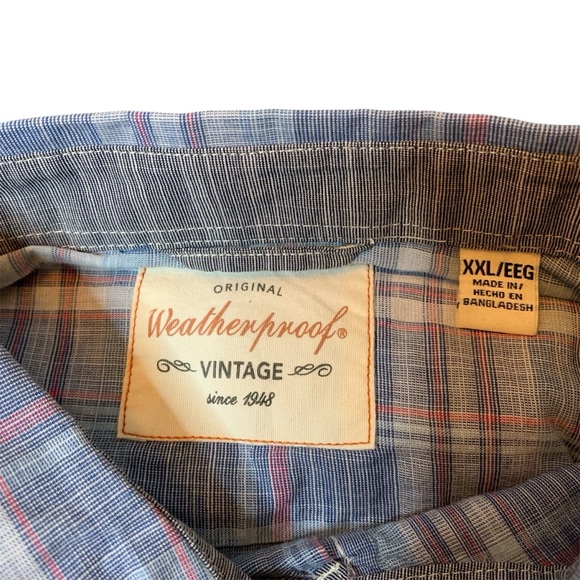 ORIGINAL
Weatherproof®
VINTAGE
since 1948
XXL/EEG
MADE IN/
HECHO EN
BANGLADESH